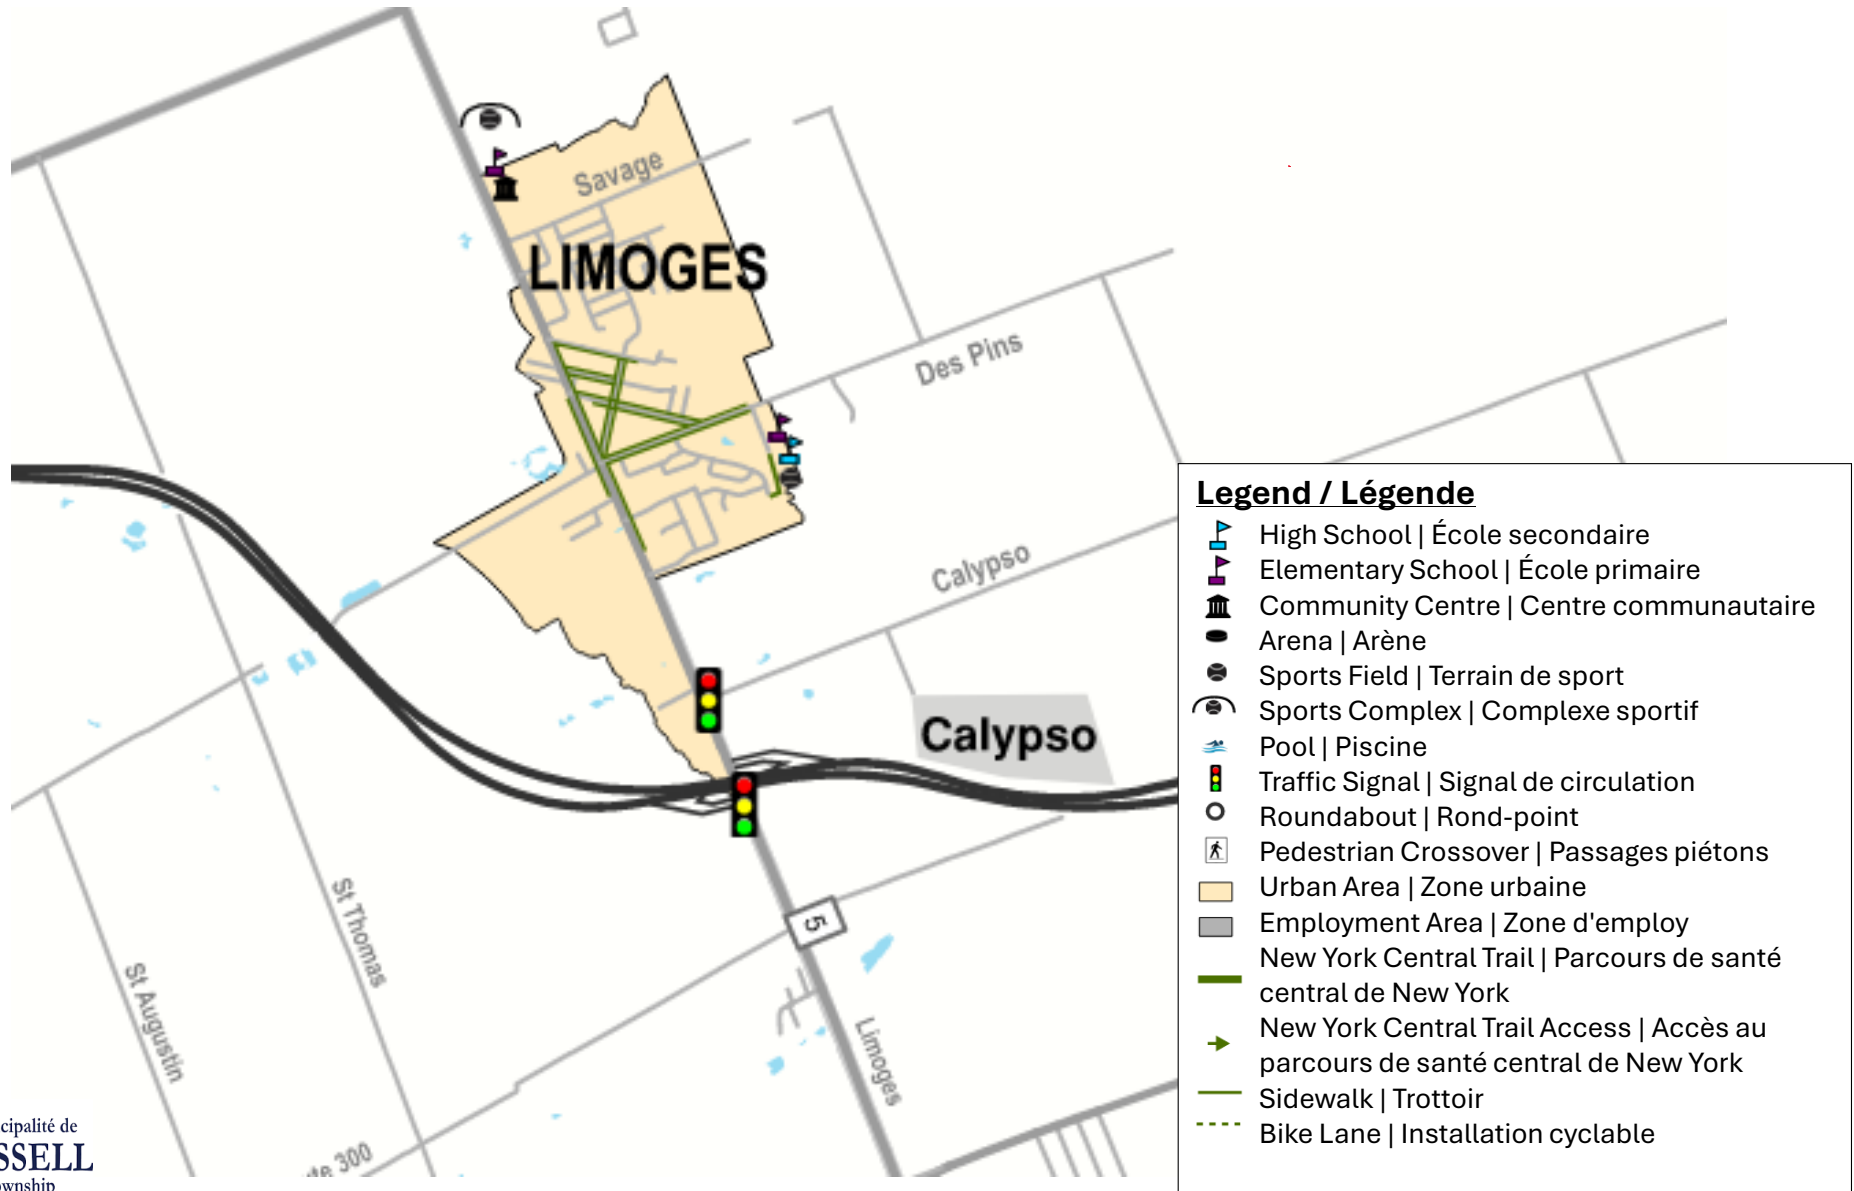 Savage
LIMOGES
Des Pins
Calypso
Calypso
5
St Thomas
St Augustin
Limoges
300
cipalité de
SSELL
ownship
Legend / Légende
High School | École secondaire
Elementary School | École primaire
Community Centre | Centre communautaire
Arena | Arène
Sports Field | Terrain de sport
Sports Complex | Complexe sportif
Pool | Piscine
Traffic Signal | Signal de circulation
Roundabout | Rond-point
Pedestrian Crossover | Passages piétons
Urban Area | Zone urbaine
Employment Area | Zone d'employ
New York Central Trail | Parcours de santé
central de New York
New York Central Trail Access | Accès au
parcours de santé central de New York
Sidewalk | Trottoir
Bike Lane | Installation cyclable